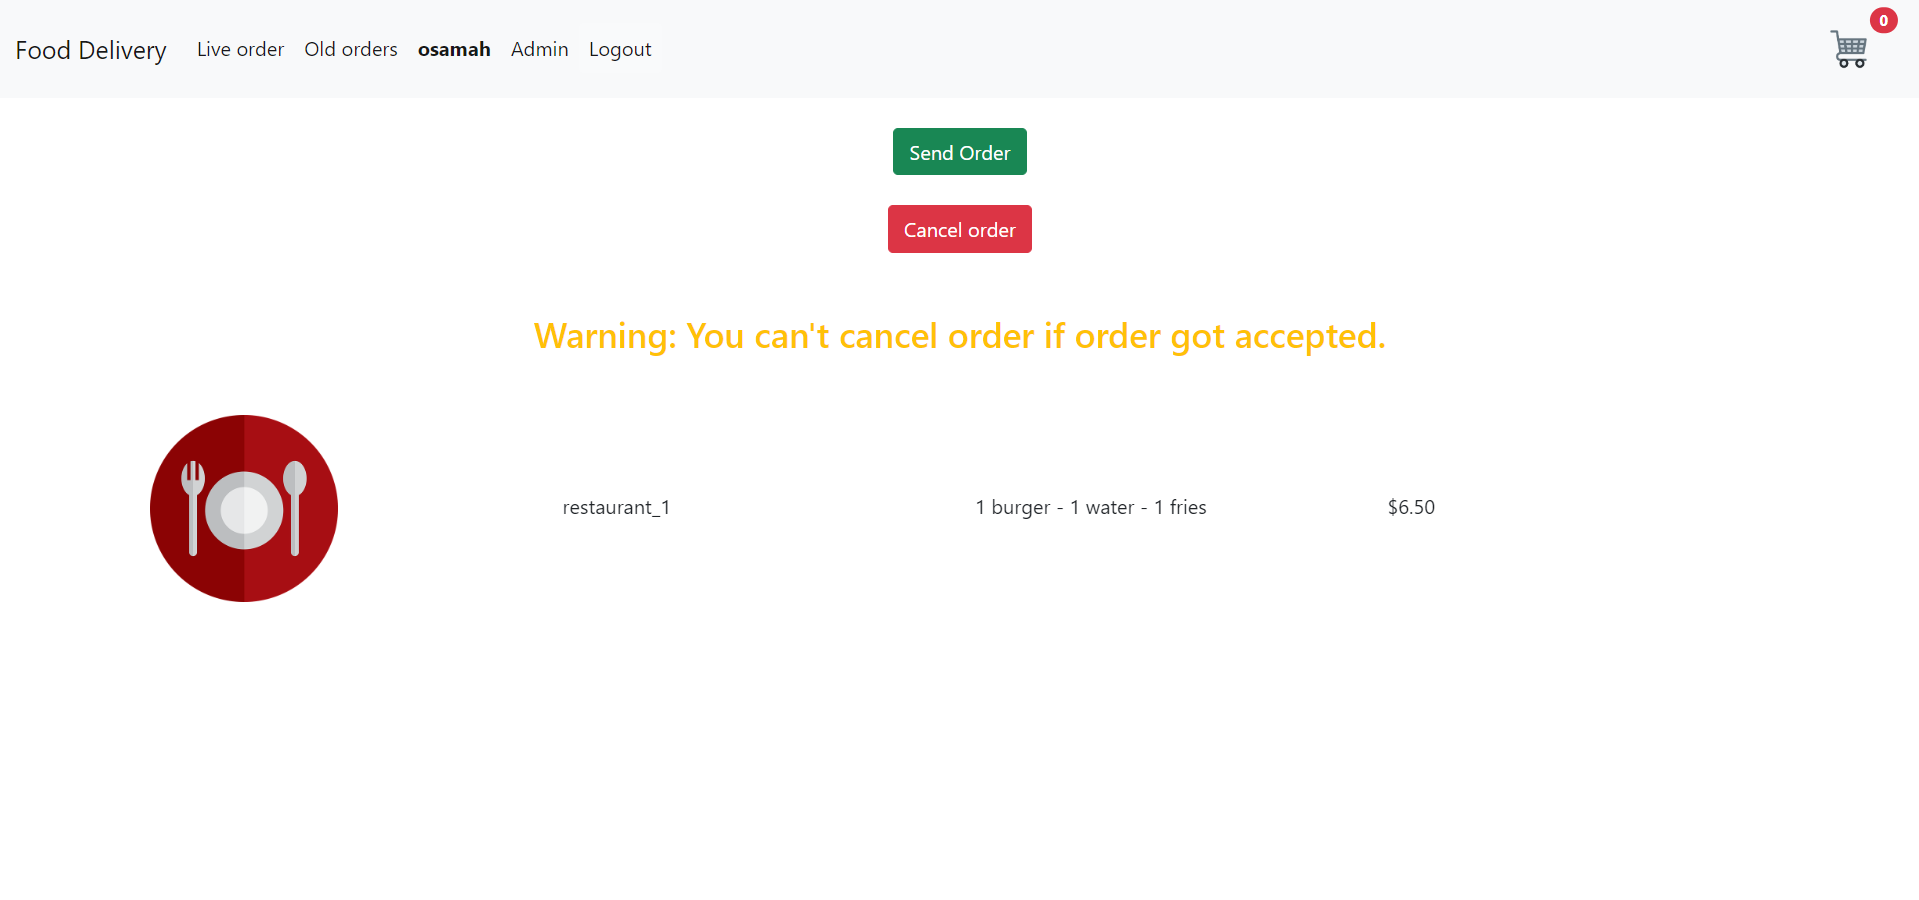 Food Delivery Live order Old orders osamah Admin Logout 0
Send Order
Cancel order
Warning: You can't cancel order if order got accepted.
restaurant_1 1 burger - 1 water - 1 fries $6.50